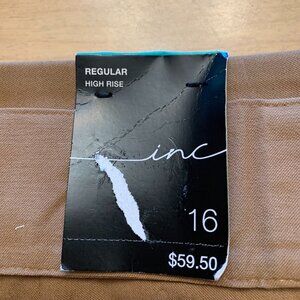 REGULAR
HIGH RISE
inc
16
$59.50